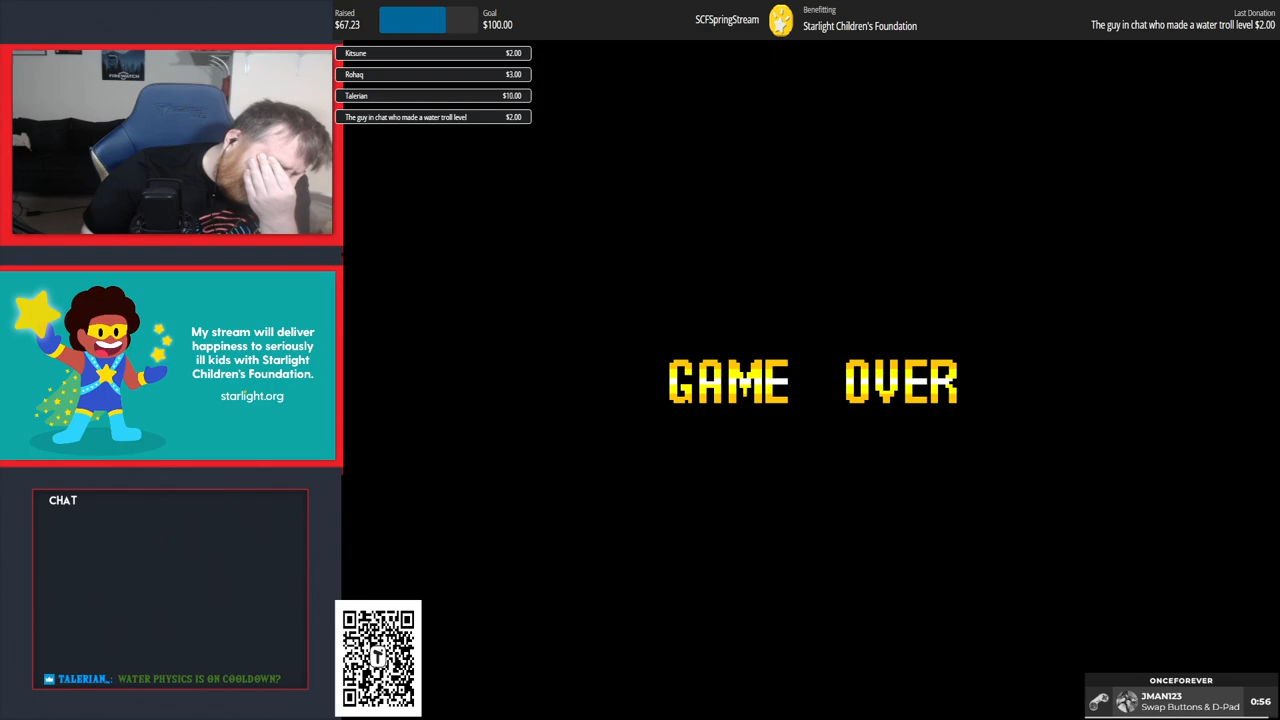 Raised
$67.23
Goal
$100.00
SCFSpringStream
Benefitting
Starlight Children's Foundation
Last Donation
The guy in chat who made a water troll level $2.00
Kitsune $2.00
Rohaq $3.00
Talerian $10.00
The guy in chat who made a water troll level $2.00
FIREWATCH
My stream will deliver
happiness to seriously
ill kids with Starlight
Children's Foundation.
starlight.org
GAME OVER
CHAT
TALERIAN_: WATER PHYSICS IS ON COOLDOWN?
T
ONCEFOREVER
JMAN123
Swap Buttons & D-Pad
0:56